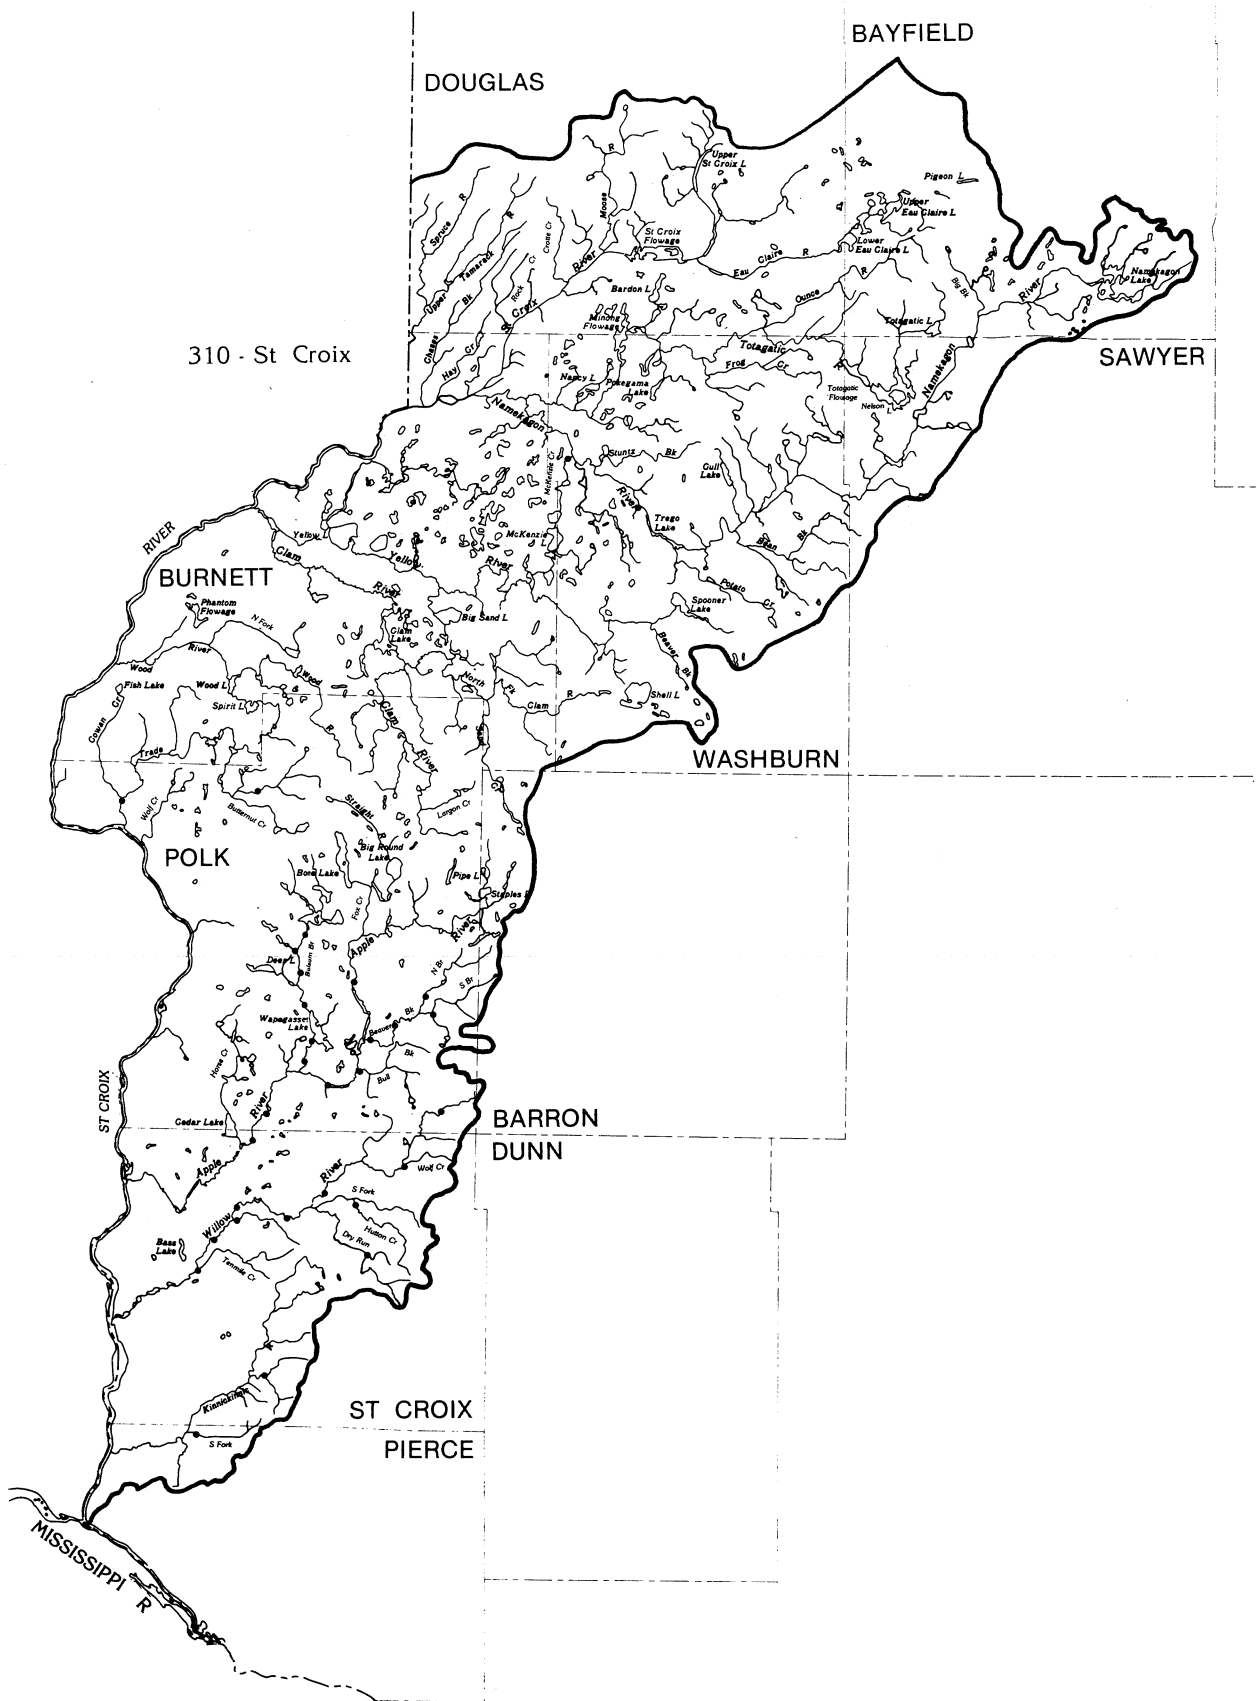 BAYFIELD
DOUGLAS
Upper
St Croix L
R
Pigeon L
Moose
Upper
Eau Claire L
Spruce
R
R
Crotte Cr
St Croix
Flowage
Lower
Eau Claire L
Eau
Claire
R
Tamarack
Upper
River
Cr
Rock
Bk
Bardon L
Ounce
R
Big Bk
River
Namekagon
Lake
St
Croix
Minong
Flowage
Totagatic L
Chases
Hay
Cr
Totagatic
Frog
Cr
R
310 - St Croix
SAWYER
Nancy L
Pokegama
Lake
Totogatic
Flowage
Nelson
L
Namekagon
Namekagon
Stuntz
Bk
McKenzie Cr
Gull
Lake
River
Trego
Lake
RIVER
Yellow L
McKenzie
L
Bean
Bk
Clam
Yellow
River
BURNETT
River
Potato
Cr
Phantom
Flowage
N Fork
Big Sand L
Spooner
Lake
Clam
Lake
River
Wood
Beaver
Bk
Fish Lake
Wood L
Wood
North
Fk
Clam
R
Shell L
Spirit L
Cowan
Cr
R
Clam
Sand
Trade
River
Cr
WASHBURN
Wolf Cr
Butternut Cr
Straight
R
Largon Cr
POLK
Big Round
Lake
Bone Lake
Pipe L
Staples L
Fox Cr
River
Apple
Deer L
Balsam Br
N Br
S Br
Wapogasset
Lake
Beaver
Bk
Horse Cr
Bk
Bull
ST CROIX
River
Cedar Lake
BARRON
DUNN
Apple
River
Wolf Cr
S Fork
Willow
Hutton Cr
Dry Run
Bass
Lake
Tenmile Cr
R
Kinnickinnic
ST CROIX
S Fork
PIERCE
MISSISSIPPI
R